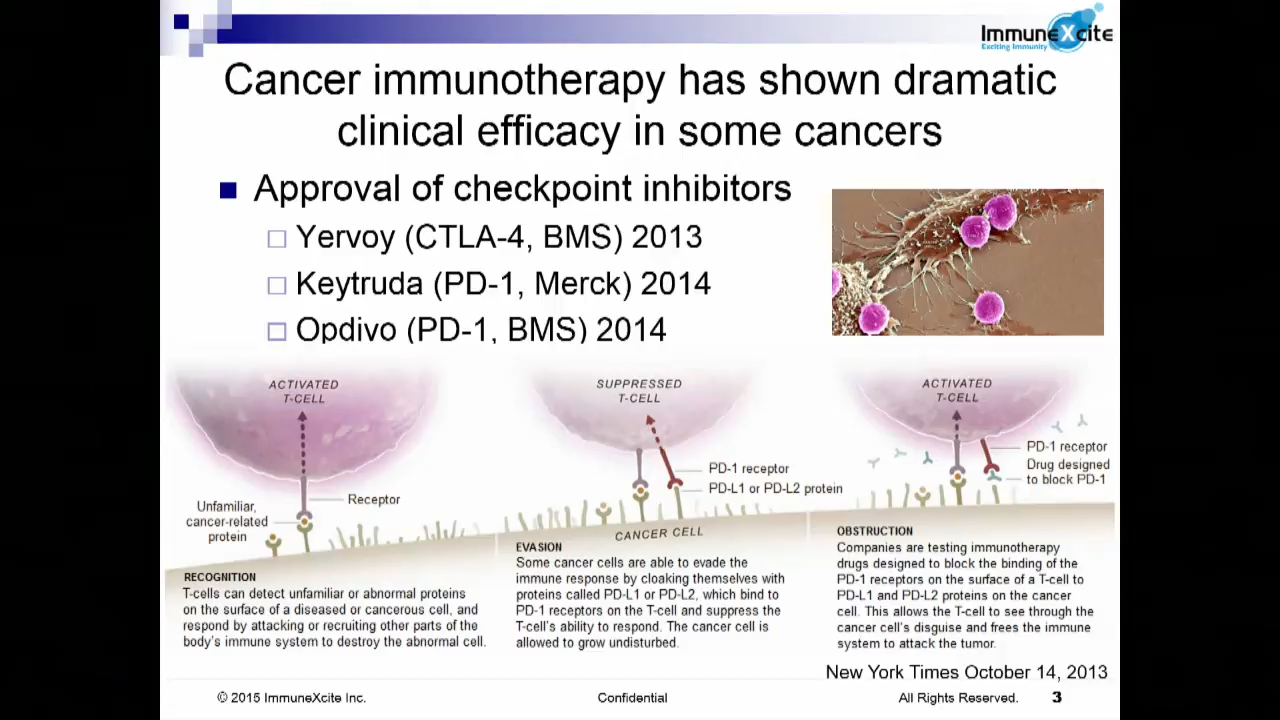 ImmuneXcite
Exciting Immunity
Cancer immunotherapy has shown dramatic
clinical efficacy in some cancers
Approval of checkpoint inhibitors
Yervoy (CTLA-4, BMS) 2013
Keytruda (PD-1, Merck) 2014
Opdivo (PD-1, BMS) 2014
ACTIVATED
T-CELL
Receptor
Unfamiliar,
cancer-related
protein
RECOGNITION
T-cells can detect unfamiliar or abnormal proteins
on the surface of a diseased or cancerous cell, and
respond by attacking or recruiting other parts of the
body's immune system to destroy the abnormal cell.
SUPPRESSED
T-CELL
PD-1 receptor
PD-L1 or PD-L2 protein
CANCER CELL
EVASION
Some cancer cells are able to evade the
immune response by cloaking themselves with
proteins called PD-L1 or PD-L2, which bind to
PD-1 receptors on the T-cell and suppress the
T-cell's ability to respond. The cancer cell is
allowed to grow undisturbed.
ACTIVATED
T-CELL
PD-1 receptor
Drug designed
to block PD-1
OBSTRUCTION
Companies are testing immunotherapy
drugs designed to block the binding of the
PD-1 receptors on the surface of a T-cell to
PD-L1 and PD-L2 proteins on the cancer
cell. This allows the T-cell to see through the
cancer cell's disguise and frees the immune
system to attack the tumor.
New York Times October 14, 2013
© 2015 ImmuneXcite Inc.
Confidential
All Rights Reserved.
3